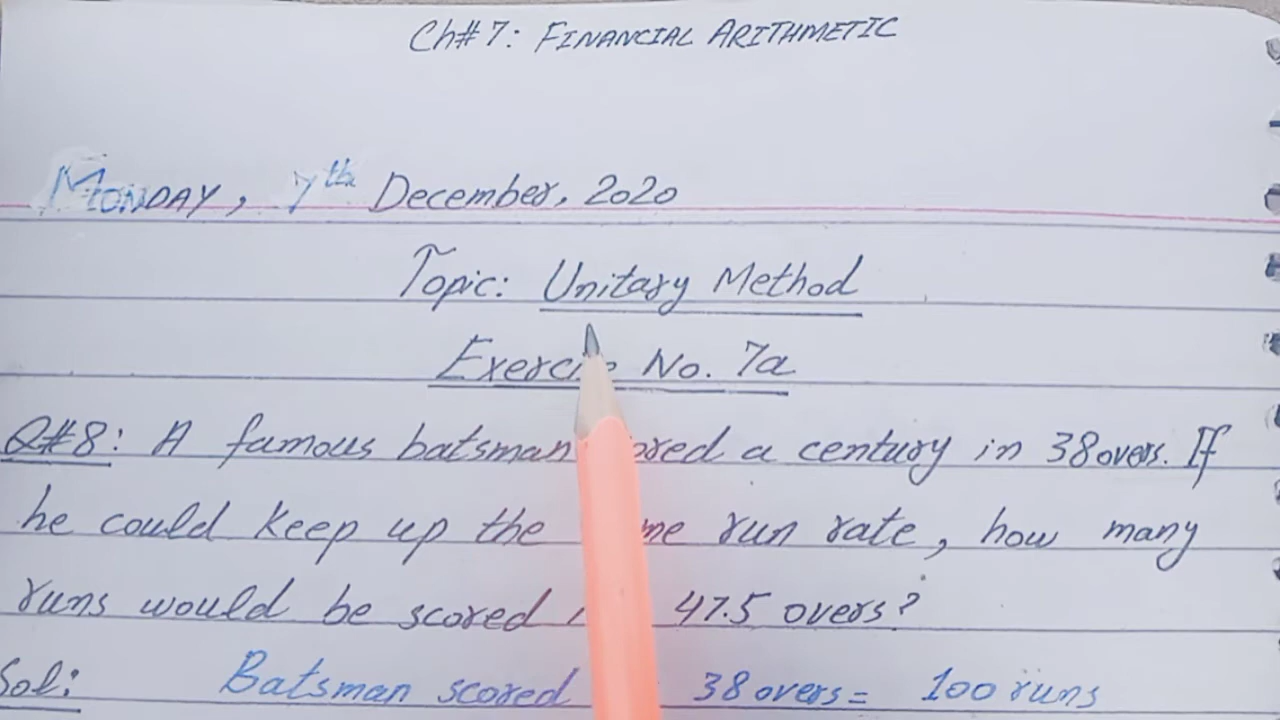 Ch#7: FINANCIAL ARITHMETIC
MONDAY, 7th December, 2020
Topic: Unitary Method
Exercise No. 7a
Q#8: A famous batsman a century in 38 overs. If
he could keep up the run rate, how many
runs would be scored 47.5 overs?
Sol: Batsman scored 38 overs = 100 runs